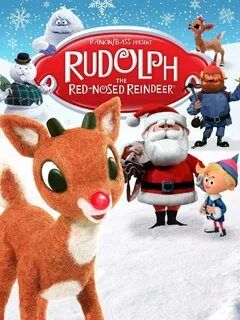 RANKIN/BASS PRESENT
RUDOLPH
THE
RED-NOSED REINDEER